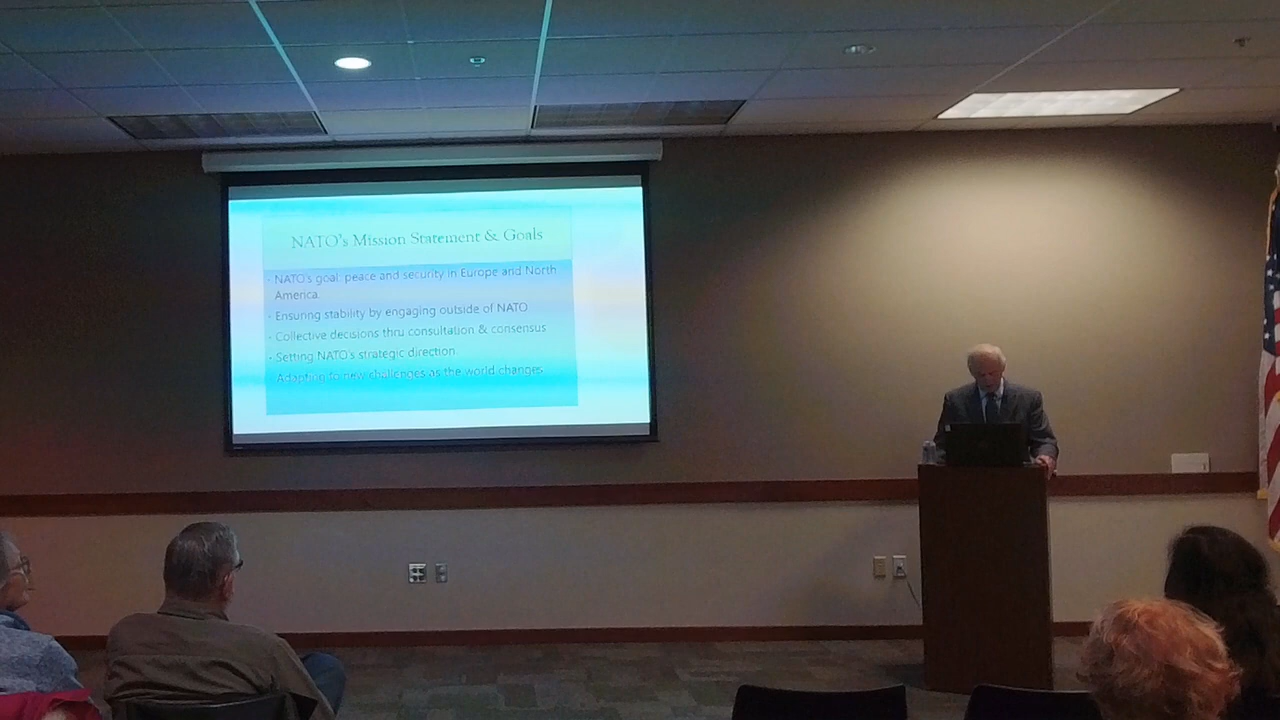 NATO's Mission Statement & Goals
- NATO's goal: peace and security in Europe and North
America.
- Ensuring stability by engaging outside of NATO
- Collective decisions thru consultation & consensus
- Setting NATO's strategic direction
- Adapting to new challenges as the world changes